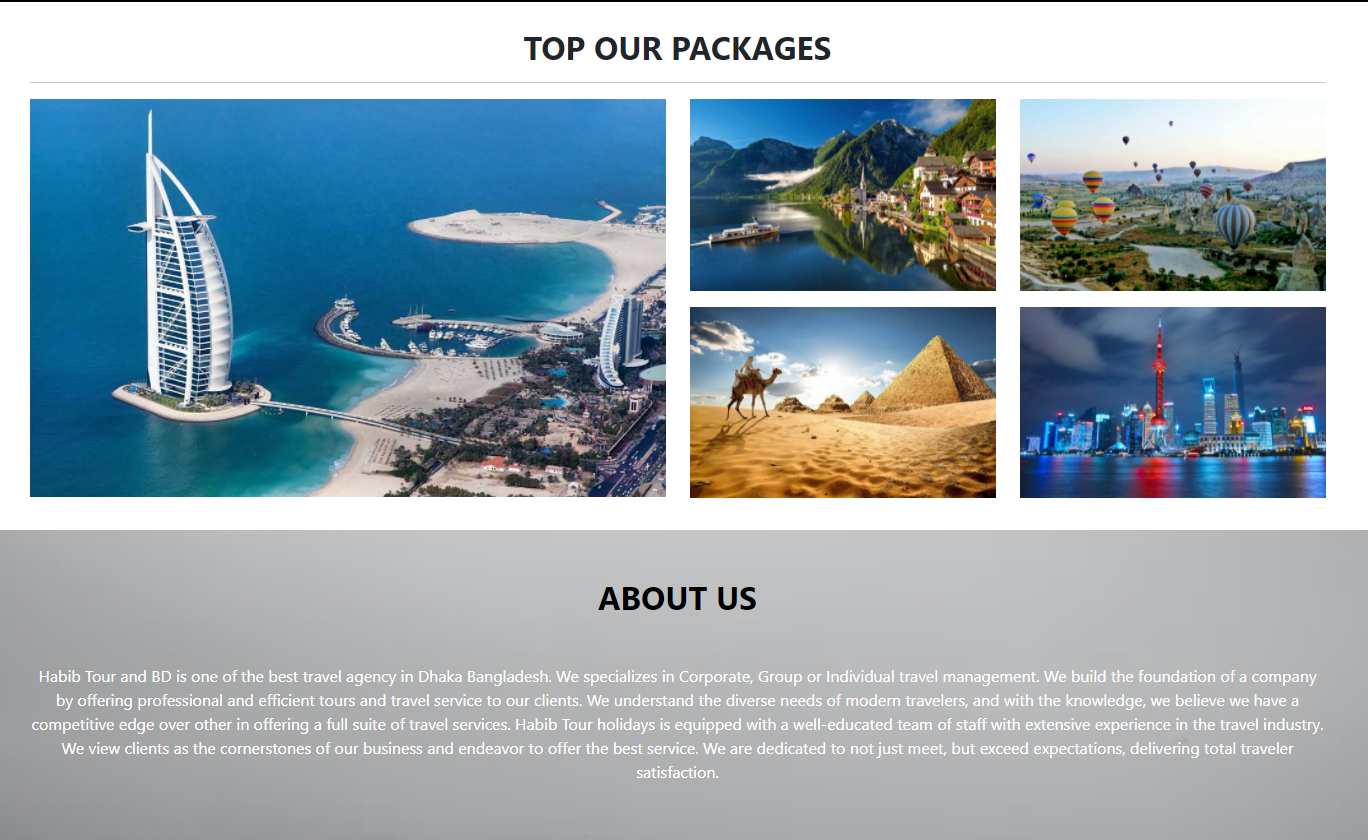 TOP OUR PACKAGES
ABOUT US
Habib Tour and BD is one of the best travel agency in Dhaka Bangladesh. We specializes in Corporate, Group or Individual travel management. We build the foundation of a company
by offering professional and efficient tours and travel service to our clients. We understand the diverse needs of modern travelers, and with the knowledge, we believe we have a
competitive edge over other in offering a full suite of travel services. Habib Tour holidays is equipped with a well-educated team of staff with extensive experience in the travel industry.
We view clients as the cornerstones of our business and endeavor to offer the best service. We are dedicated to not just meet, but exceed expectations, delivering total traveler
satisfaction.